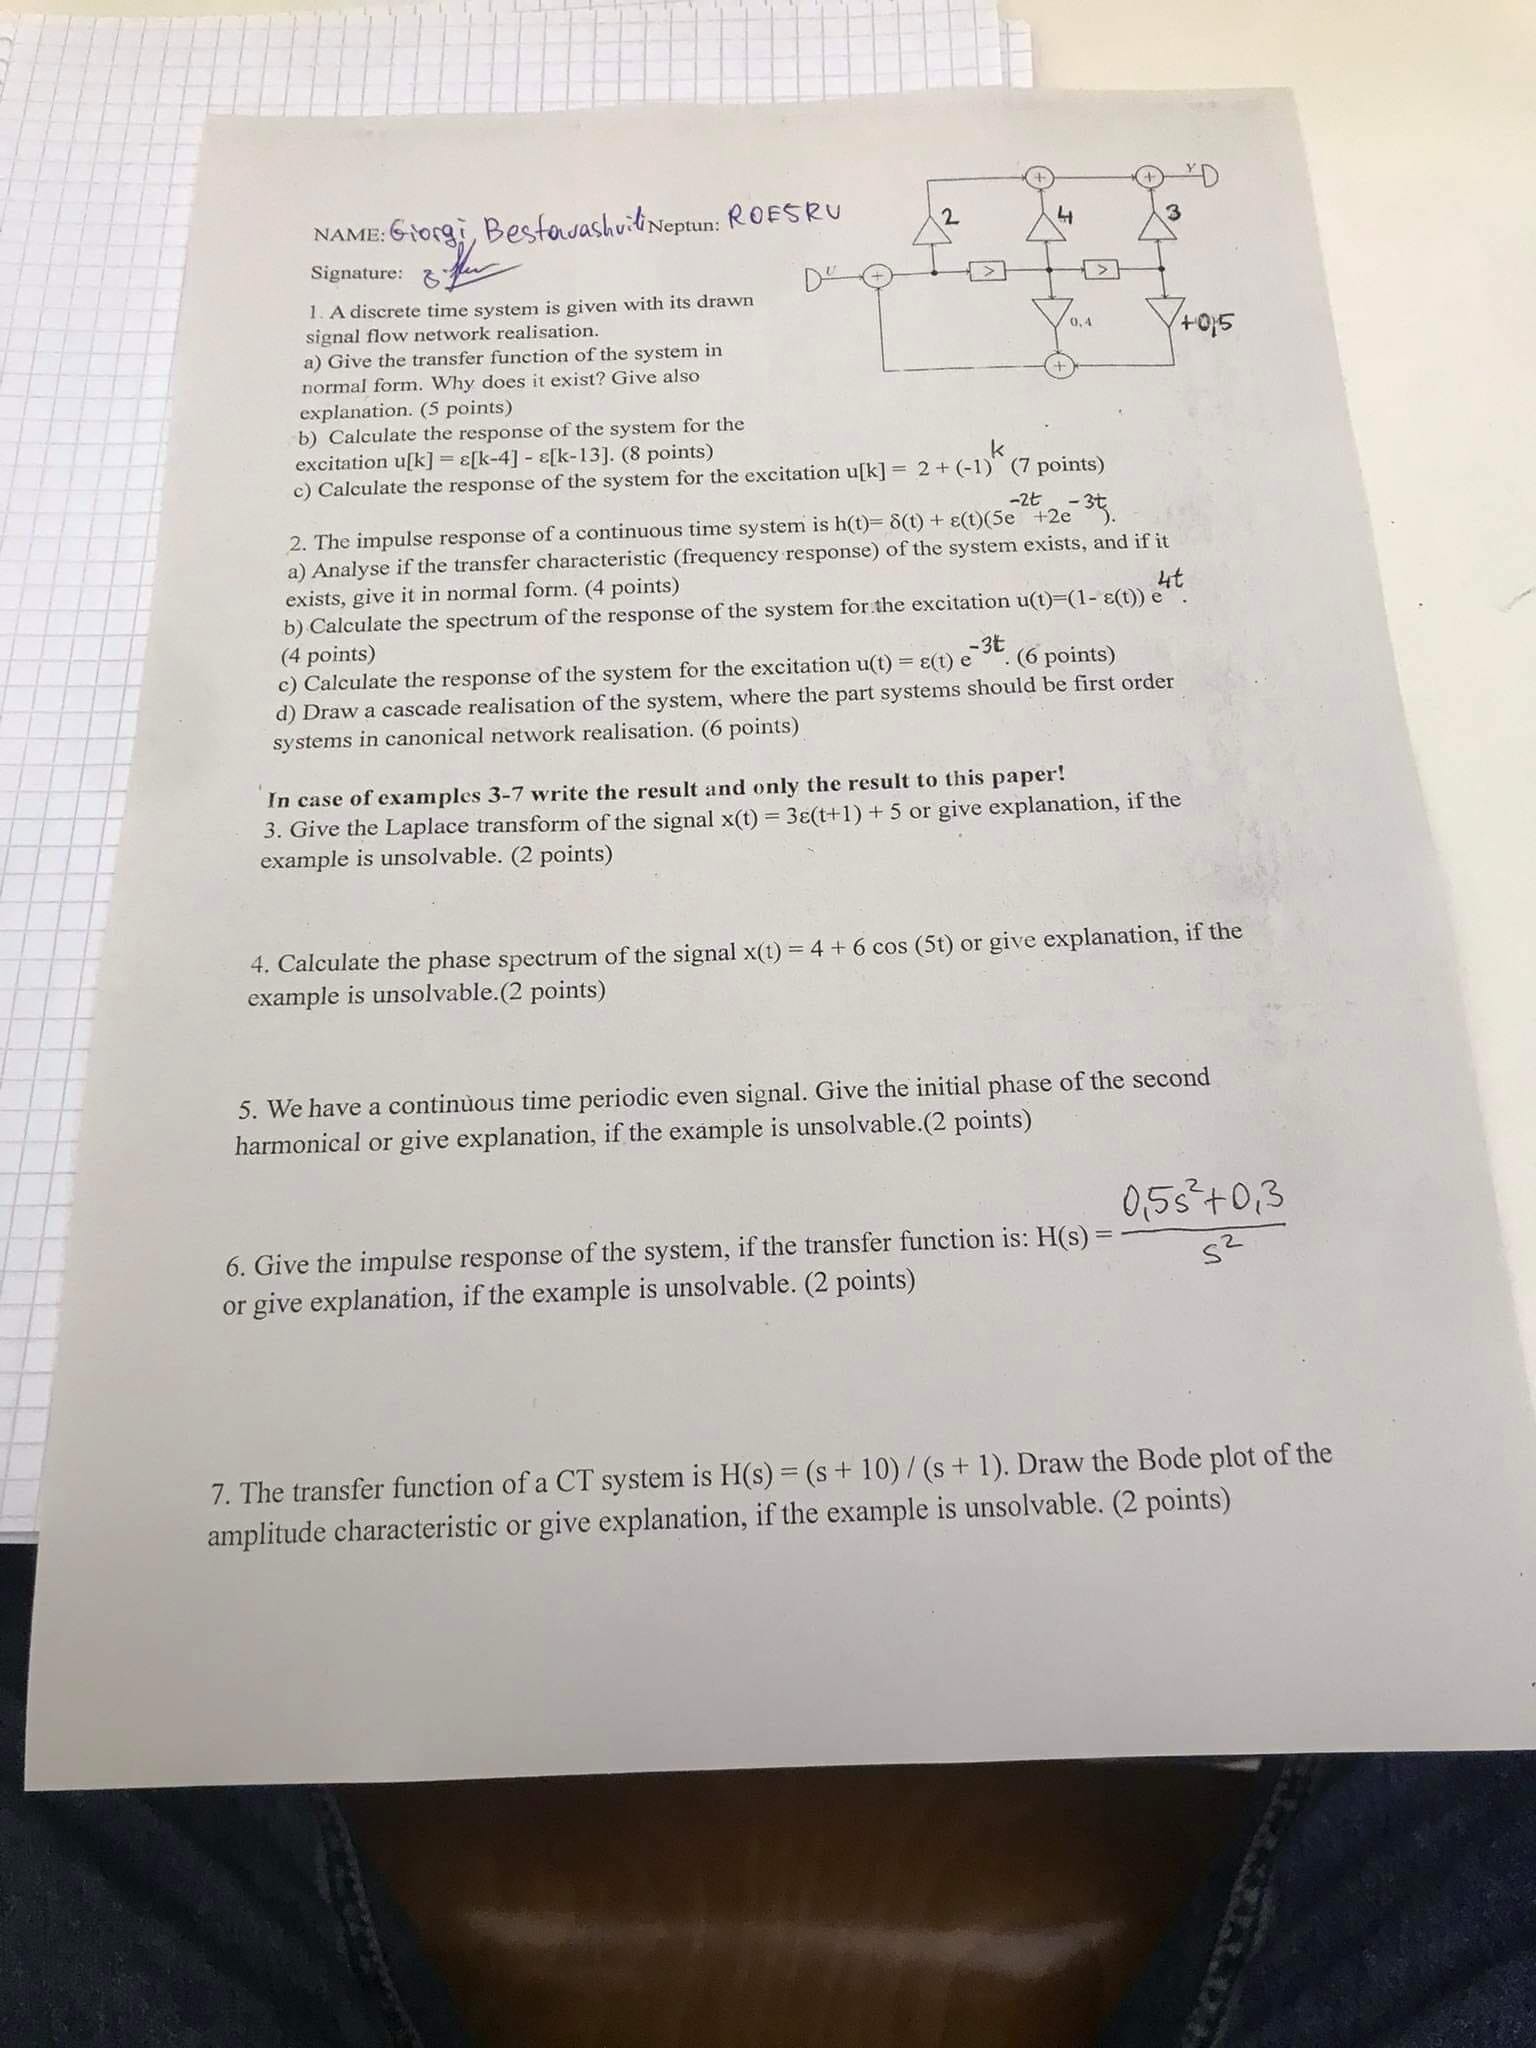 NAME: Giorgi Bestavashvili Neptun: ROE5RU
Signature:
U
Y
2
4
3
>
>
0,4
+0,5
+
+
+
+
1. A discrete time system is given with its drawn
signal flow network realisation.
a) Give the transfer function of the system in
normal form. Why does it exist? Give also
explanation. (5 points)
b) Calculate the response of the system for the
excitation u[k] = ε[k-4] - ε[k-13]. (8 points)
c) Calculate the response of the system for the excitation u[k] = 2 + (-1)^k (7 points)
2. The impulse response of a continuous time system is h(t)= δ(t) + ε(t)(5e^-2t +2e^-3t).
a) Analyse if the transfer characteristic (frequency response) of the system exists, and if it
exists, give it in normal form. (4 points)
b) Calculate the spectrum of the response of the system for the excitation u(t)=(1- ε(t)) e^4t.
(4 points)
c) Calculate the response of the system for the excitation u(t) = ε(t) e^-3t. (6 points)
d) Draw a cascade realisation of the system, where the part systems should be first order
systems in canonical network realisation. (6 points)
In case of examples 3-7 write the result and only the result to this paper!
3. Give the Laplace transform of the signal x(t) = 3ε(t+1) + 5 or give explanation, if the
example is unsolvable. (2 points)
4. Calculate the phase spectrum of the signal x(t) = 4 + 6 cos (5t) or give explanation, if the
example is unsolvable.(2 points)
5. We have a continuous time periodic even signal. Give the initial phase of the second
harmonical or give explanation, if the example is unsolvable.(2 points)
6. Give the impulse response of the system, if the transfer function is: H(s) = 0,5s²+0,3 / s²
or give explanation, if the example is unsolvable. (2 points)
7. The transfer function of a CT system is H(s) = (s + 10) / (s + 1). Draw the Bode plot of the
amplitude characteristic or give explanation, if the example is unsolvable. (2 points)